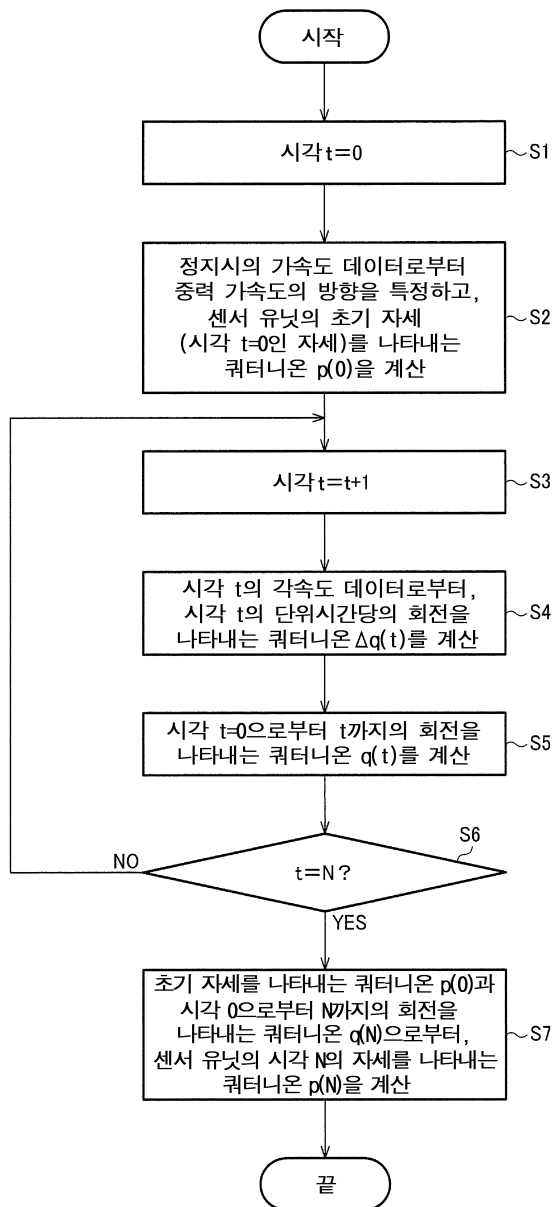 시작
시각 t=0
S1
정지시의 가속도 데이터로부터
중력 가속도의 방향을 특정하고,
센서 유닛의 초기 자세
(시각 t=0인 자세)를 나타내는
쿼터니온 p(0)을 계산
S2
시각 t=t+1
S3
시각 t의 각속도 데이터로부터,
시각 t의 단위시간당의 회전을
나타내는 쿼터니온 Δq(t)를 계산
S4
시각 t=0으로부터 t까지의 회전을
나타내는 쿼터니온 q(t)를 계산
S5
S6
t=N?
NO
YES
초기 자세를 나타내는 쿼터니온 p(0)과
시각 0으로부터 N까지의 회전을
나타내는 쿼터니온 q(N)으로부터,
센서 유닛의 시각 N의 자세를 나타내는
쿼터니온 p(N)을 계산
S7
끝